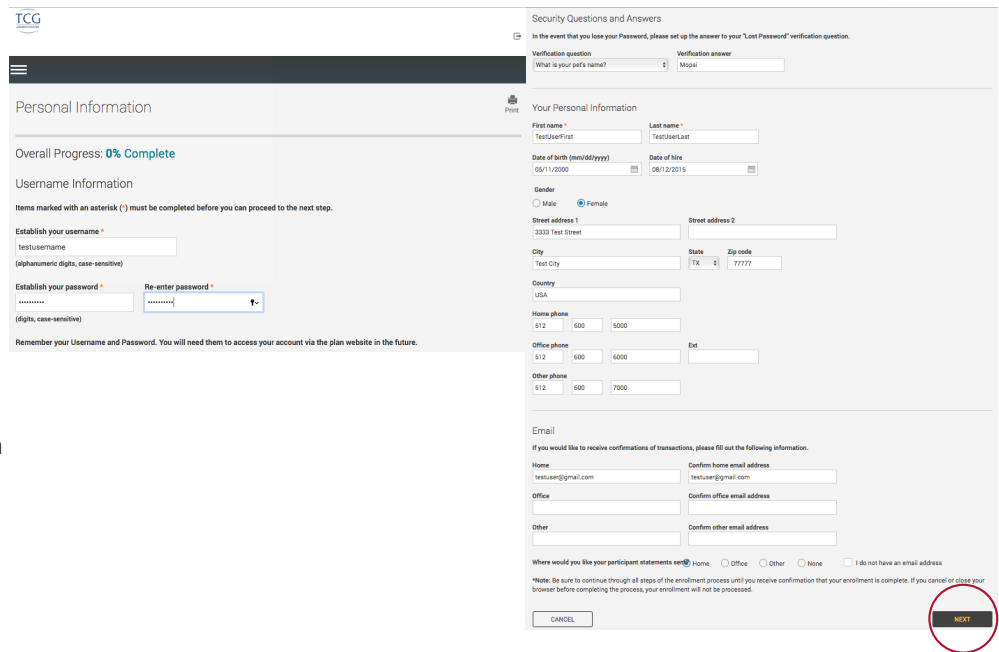 TCG
Print
Personal Information
Overall Progress: 0% Complete
Username Information
Items marked with an asterisk (*) must be completed before you can proceed to the next step.
Establish your username *
testusername
(alphanumeric digits, case-sensitive)
Establish your password * Re-enter password *
•••••••••• ••••••••••
(digits, case-sensitive)
Remember your Username and Password. You will need them to access your account via the plan website in the future.
Security Questions and Answers
In the event that you lose your Password, please set up the answer to your "Lost Password" verification question.
Verification question Verification answer
What is your pet's name? Mopsi
Your Personal Information
First name * Last name *
TestUserFirst TestUserLast
Date of birth (mm/dd/yyyy) Date of hire
05/11/2000 08/12/2015
Gender
Male Female
Street address 1 Street address 2
3333 Test Street
City State Zip code
Test City TX 77777
Country
USA
Home phone
512 600 5000
Office phone Ext
512 600 6000
Other phone
512 600 7000
Email
If you would like to receive confirmations of transactions, please fill out the following information.
Home Confirm home email address
testuser@gmail.com testuser@gmail.com
Office Confirm office email address
Other Confirm other email address
Where would you like your participant statements sent? Home Office Other None I do not have an email address
*Note: Be sure to continue through all steps of the enrollment process until you receive confirmation that your enrollment is complete. If you cancel or close your
browser before completing the process, your enrollment will not be processed.
CANCEL NEXT